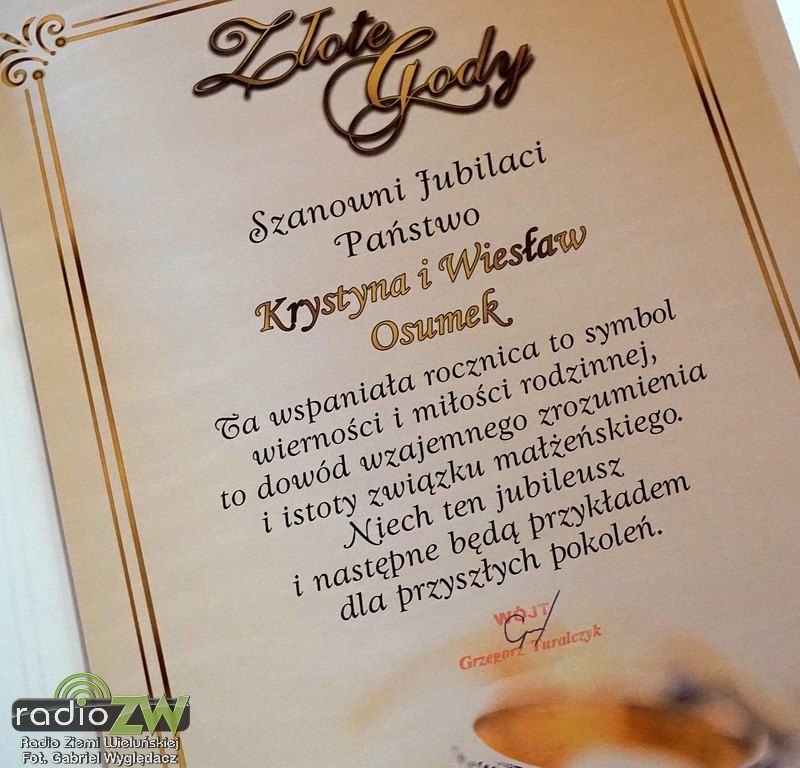 Złote
Gody
Szanowni Jubilaci
Państwo
Krystyna i Wiesław
Osumek
Ta wspaniała rocznica to symbol
wierności i miłości rodzinnej,
to dowód wzajemnego zrozumienia
i istoty związku małżeńskiego.
Niech ten jubileusz
i następne będą przykładem
dla przyszłych pokoleń.
WÓJT
Grzegorz Turalczyk
radioZW
Radio Ziemi Wieluńskiej
Fot. Gabriel Wyględacz